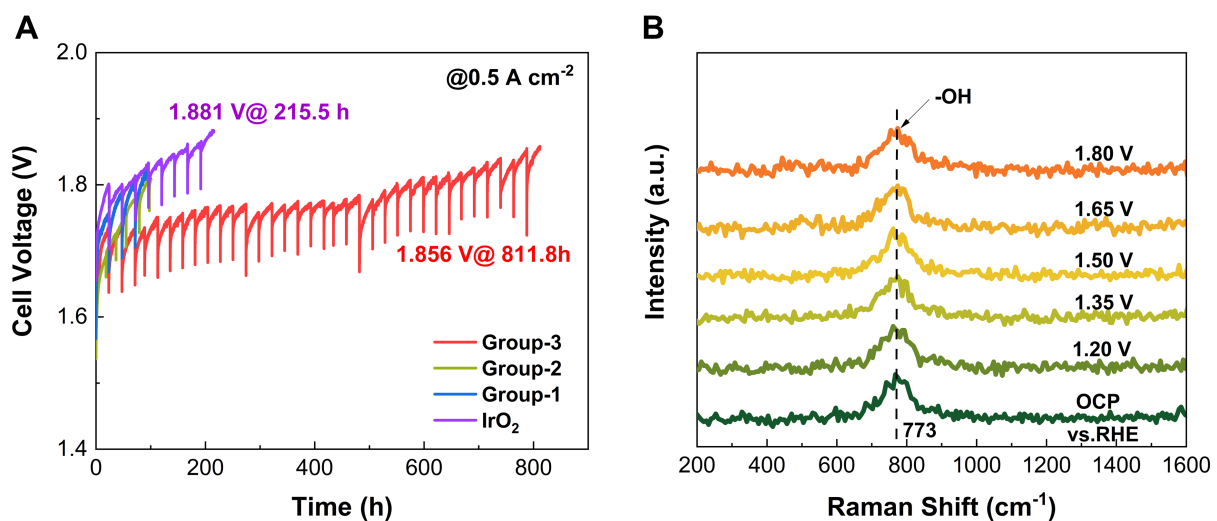 A
@0.5 A cm-2
1.881 V@ 215.5 h
1.856 V@ 811.8h
Group-3
Group-2
Group-1
IrO2
2.0
1.8
1.6
1.4
0
200
400
600
800
Cell Voltage (V)
Time (h)
B
-OH
1.80 V
1.65 V
1.50 V
1.35 V
1.20 V
OCP
vs.RHE
773
200
400
600
800
1000
1200
1400
1600
Intensity (a.u.)
Raman Shift (cm-1)